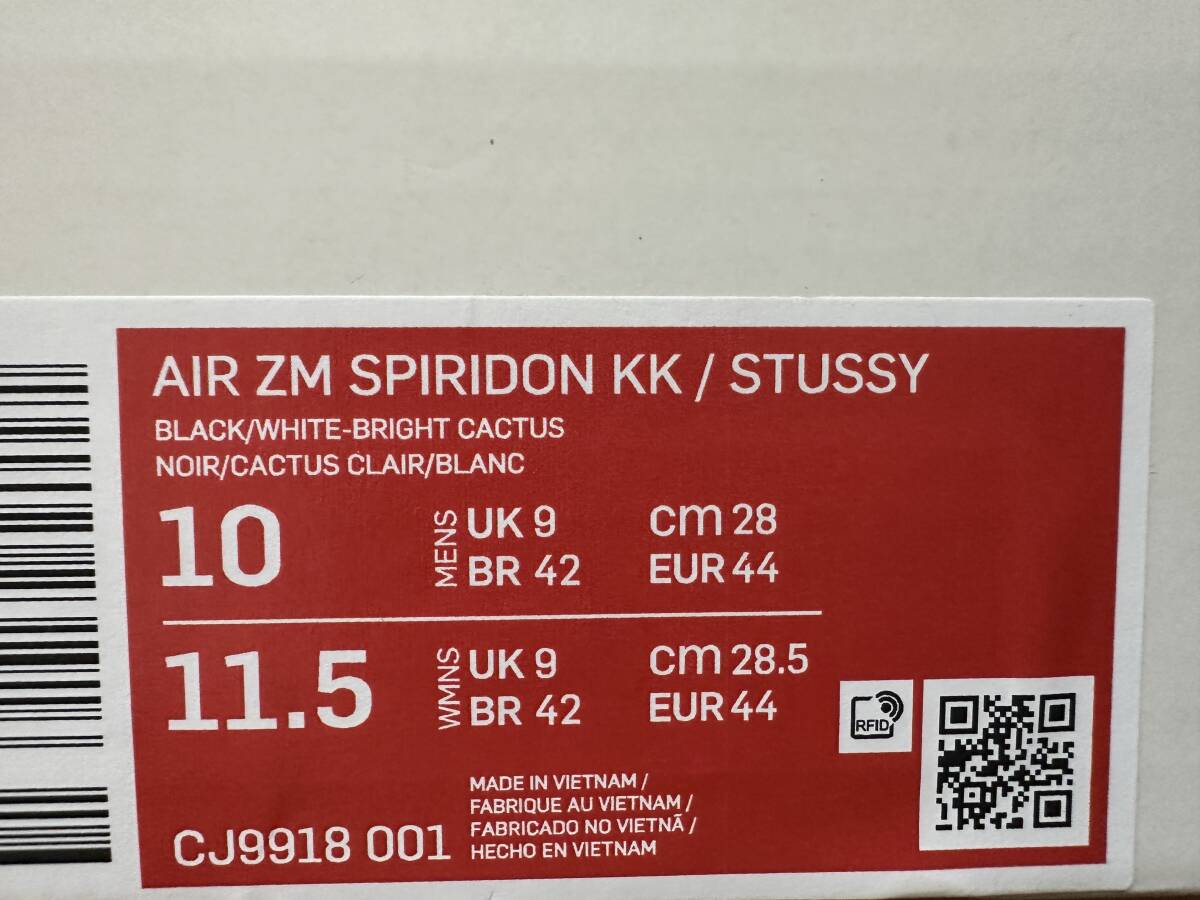 AIR ZM SPIRIDON KK / STUSSY
BLACK/WHITE-BRIGHT CACTUS
NOIR/CACTUS CLAIR/BLANC
10
MENS
UK 9
cm 28
BR 42
EUR 44
11.5
WMNS
UK 9
cm 28.5
BR 42
EUR 44
RFID
MADE IN VIETNAM /
FABRIQUE AU VIETNAM /
FABRICADO NO VIETNÃ /
HECHO EN VIETNAM
CJ9918 001